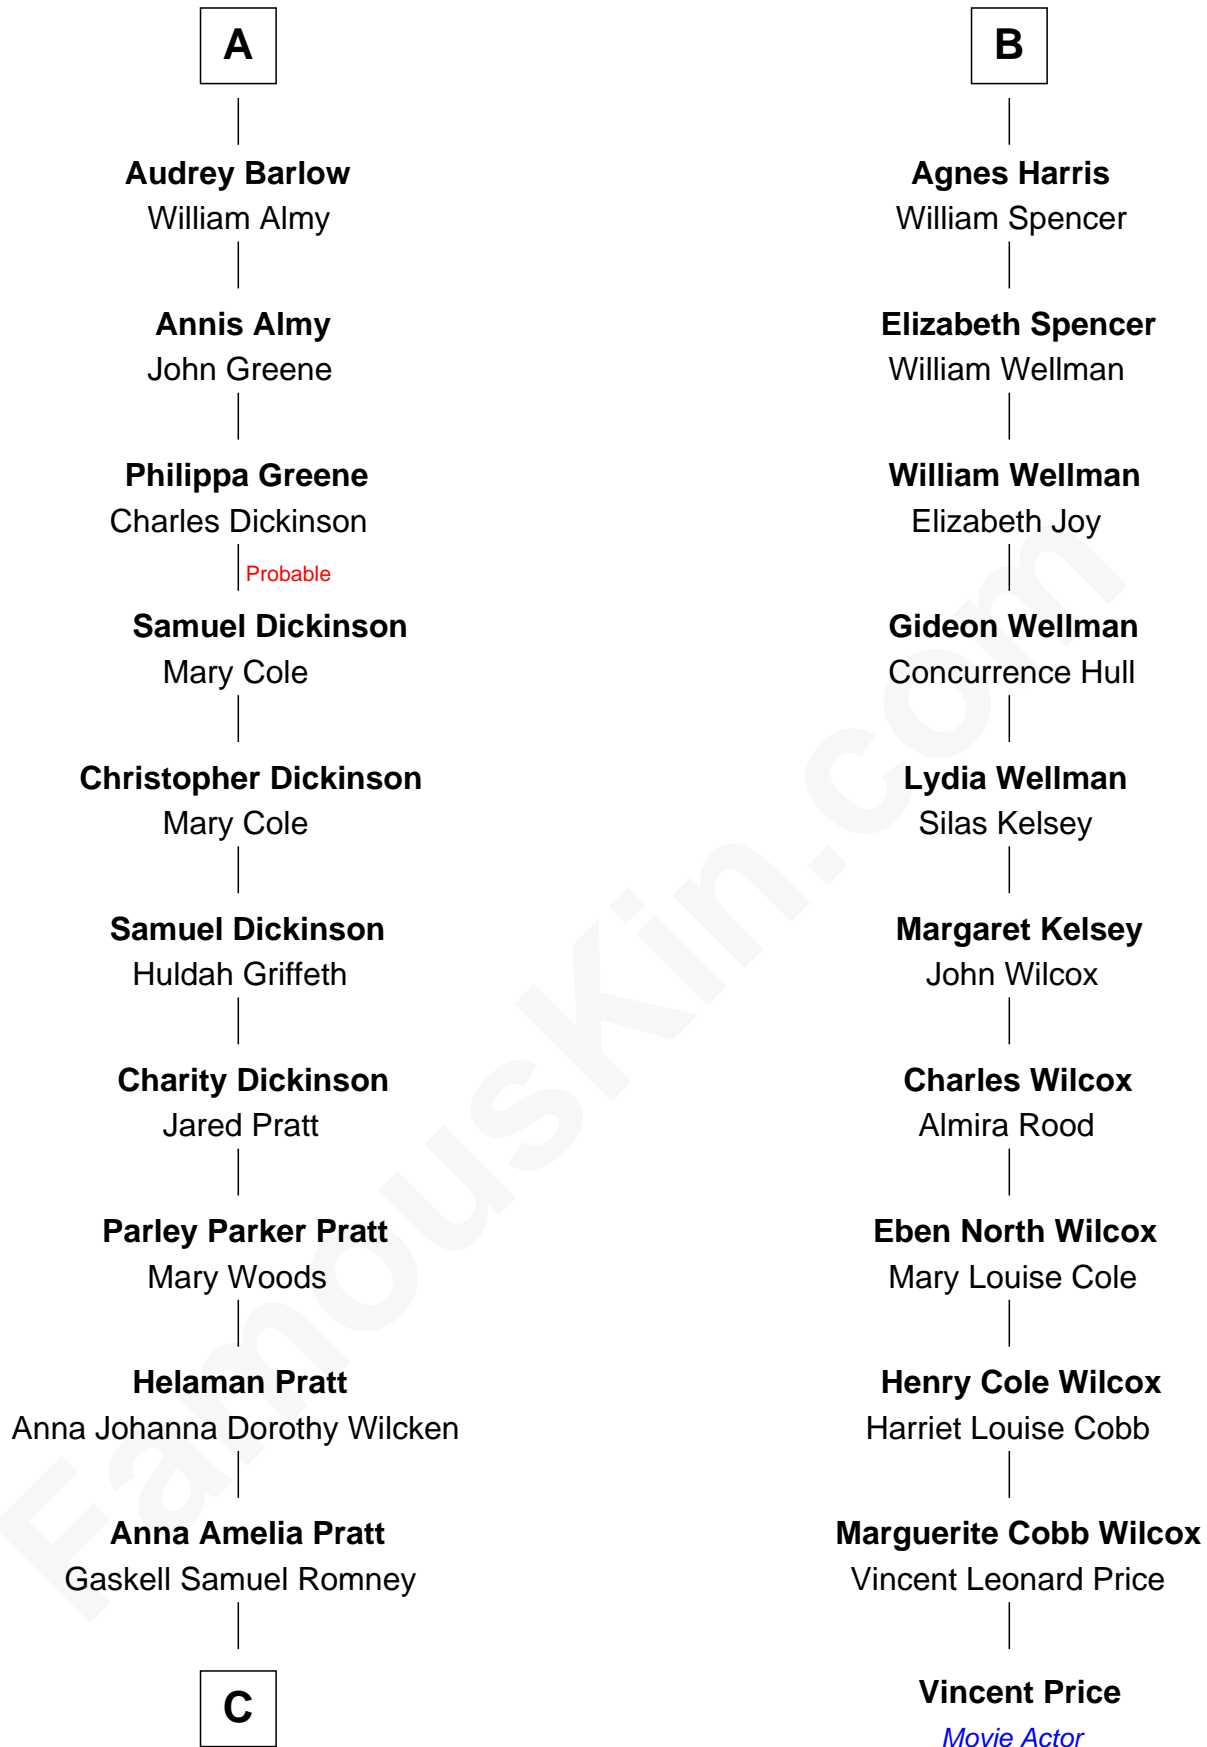 A
Audrey Barlow
William Almy
Annis Almy
John Greene
Philippa Greene
Charles Dickinson
Probable
Samuel Dickinson
Mary Cole
Christopher Dickinson
Mary Cole
Samuel Dickinson
Huldah Griffeth
Charity Dickinson
Jared Pratt
Parley Parker Pratt
Mary Woods
Helaman Pratt
Anna Johanna Dorothy Wilcken
Anna Amelia Pratt
Gaskell Samuel Romney
C
B
Agnes Harris
William Spencer
Elizabeth Spencer
William Wellman
William Wellman
Elizabeth Joy
Gideon Wellman
Concurrence Hull
Lydia Wellman
Silas Kelsey
Margaret Kelsey
John Wilcox
Charles Wilcox
Almira Rood
Eben North Wilcox
Mary Louise Cole
Henry Cole Wilcox
Harriet Louise Cobb
Marguerite Cobb Wilcox
Vincent Leonard Price
Vincent Price
Movie Actor
FamousKin.com